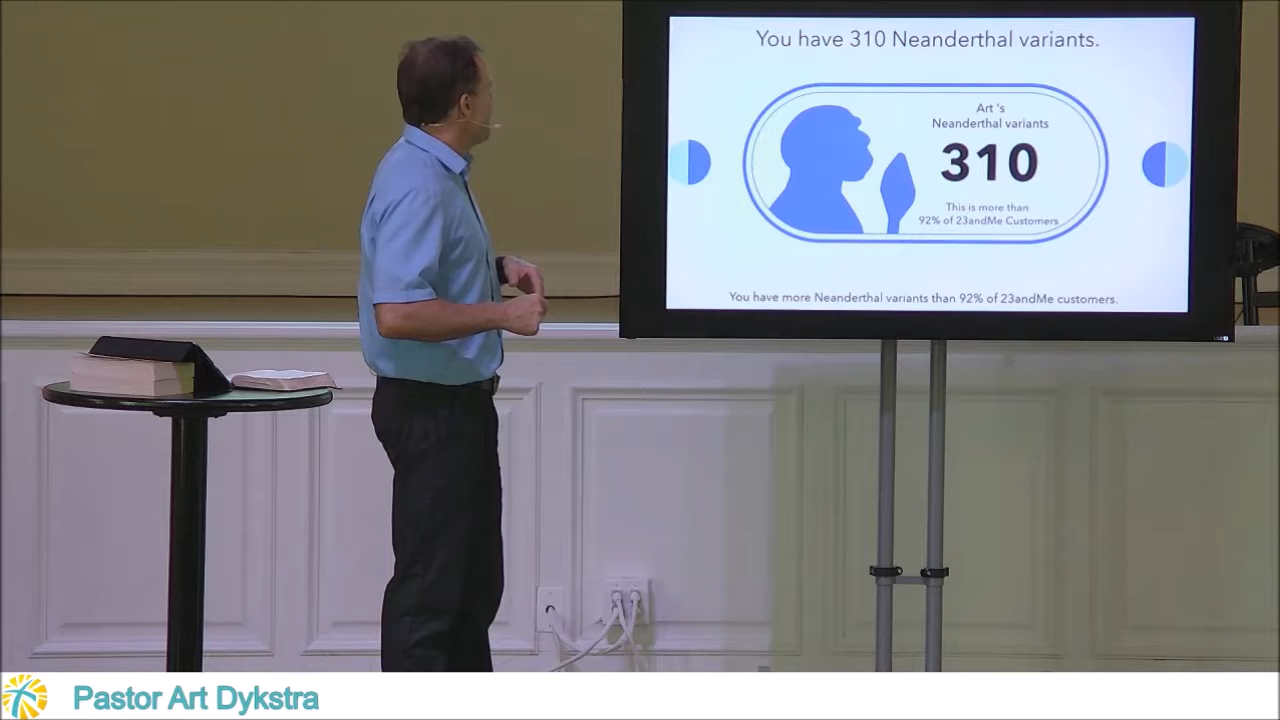 You have 310 Neanderthal variants.
Art 's
Neanderthal variants
310
This is more than
92% of 23andMe Customers
You have more Neanderthal variants than 92% of 23andMe customers.
Pastor Art Dykstra